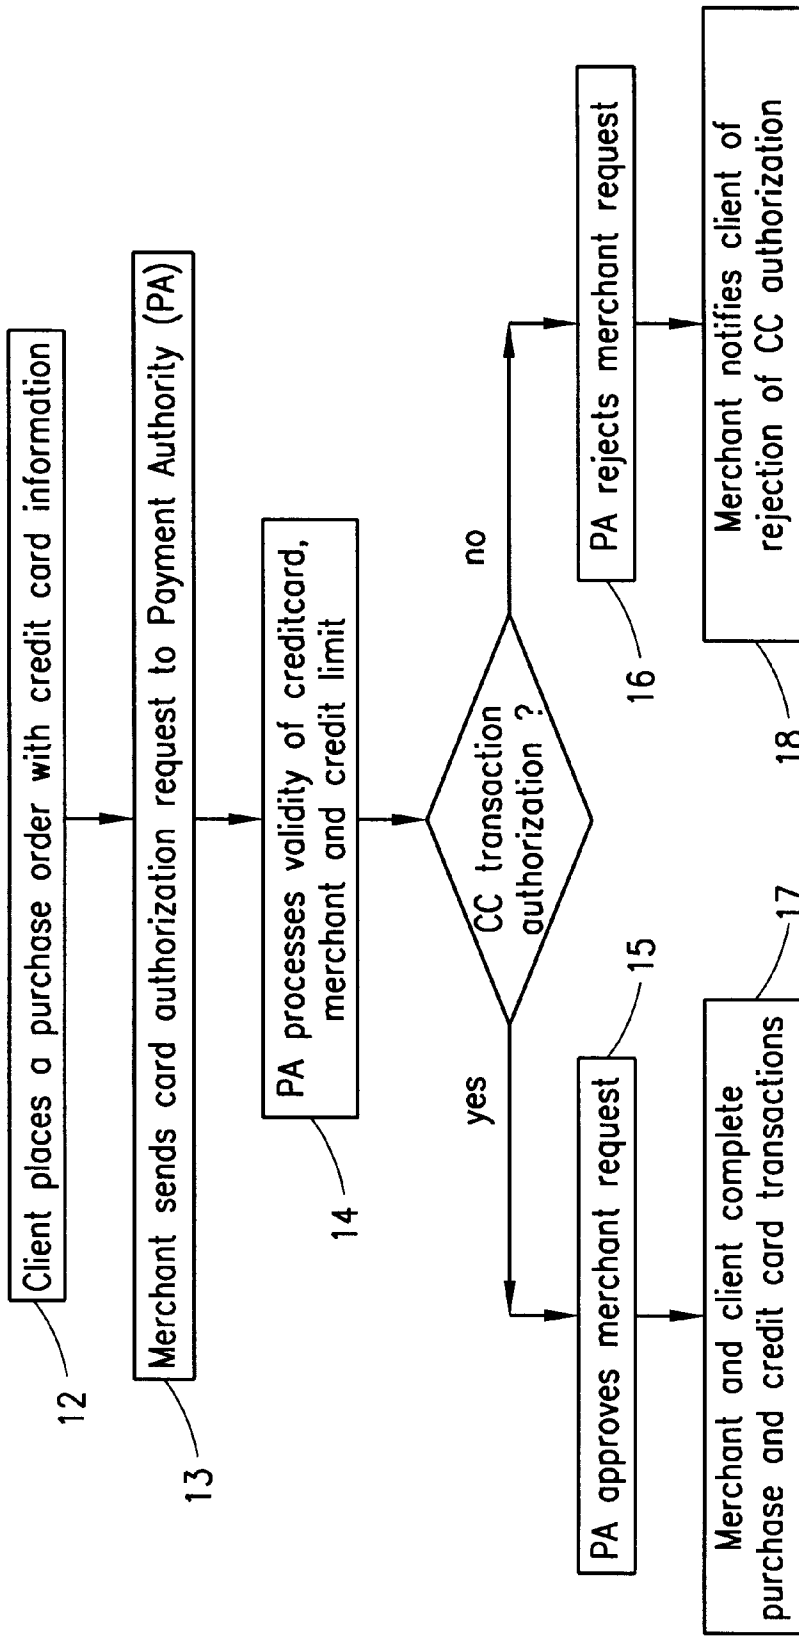 Client places a purchase order with credit card information
12
Merchant sends card authorization request to Payment Authority (PA)
13
PA processes validity of creditcard,
merchant and credit limit
14
CC transaction
authorization ?
yes
no
PA approves merchant request
15
PA rejects merchant request
16
Merchant and client complete
purchase and credit card transactions
17
Merchant notifies client of
rejection of CC authorization
18